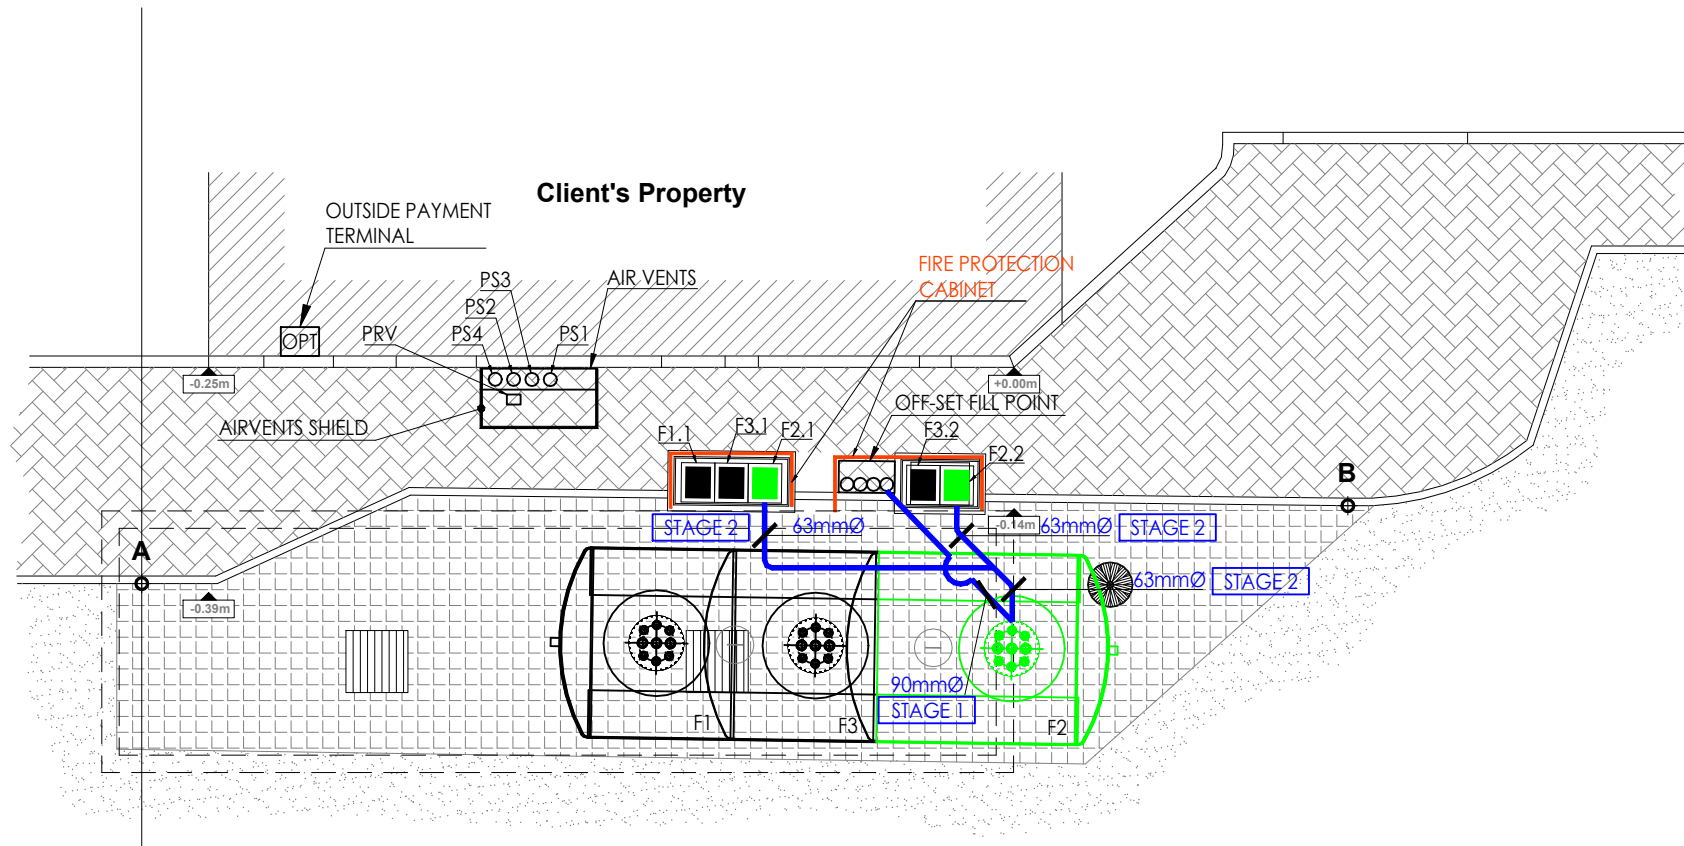 Client's Property
OUTSIDE PAYMENT
TERMINAL
FIRE PROTECTION
CABINET
PS3
AIR VENTS
PS2
PRV
PS4
PS1
OPT
-0.25m
+0.00m
OFF-SET FILL POINT
AIRVENTS SHIELD
F1.1
F3.1
F2.1
F3.2
F2.2
B
STAGE 2
63mmØ
-0.14m
63mmØ
STAGE 2
A
63mmØ
STAGE 2
-0.39m
90mmØ
STAGE 1
F1
F3
F2